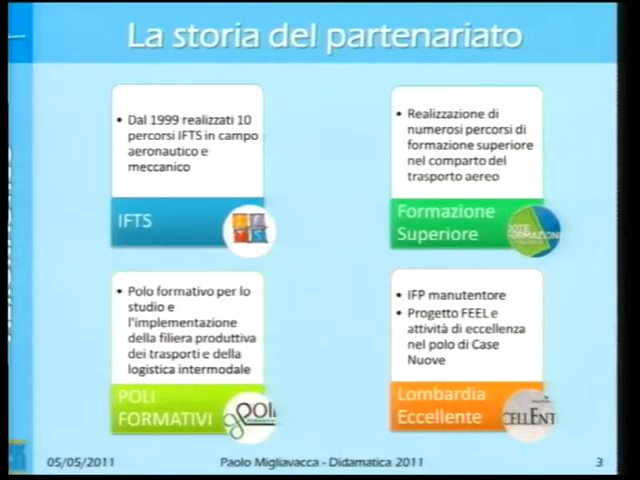 La storia del partenariato
• Dal 1999 realizzati 10
percorsi IFTS in campo
aeronautico e
meccanico
IFTS
• Realizzazione di
numerosi percorsi di
formazione superiore
nel comparto del
trasporto aereo
Formazione
Superiore
• Polo formativo per lo
studio e
l'implementazione
della filiera produttiva
dei trasporti e della
logistica intermodale
POLI
FORMATIVI
• IFP manutentore
• Progetto FEEL e
attività di eccellenza
nel polo di Case
Nuove
Lombardia
Eccellente
05/05/2011
Paolo Migliavacca - Didamatica 2011
3